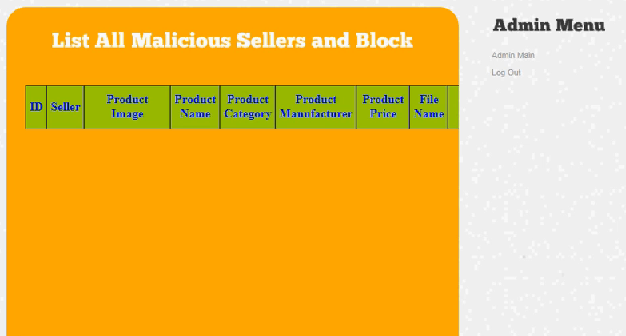 List All Malicious Sellers and Block
ID Seller Product Image Product Name Product Category Product Manufacturer Product Price File Name
Admin Menu
Admin Main
Log Out